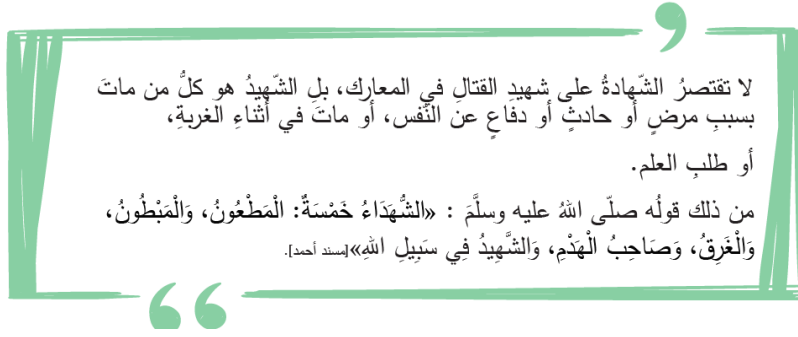 لا تقتصرُ الشّهادةُ على شهيدِ القتالِ في المعارك، بلِ الشّهيدُ هو كلُّ من ماتَ
بسببِ مرضٍ أو حادثٍ أو دفاعٍ عن النّفس، أو ماتَ في أثناءِ الغربةِ،
أو طلبِ العلم.
من ذلك قولُه صلّى اللهُ عليه وسلَّمَ : «الشُّهَدَاءُ خَمْسَةٌ: الْمَطْعُونُ، وَالْمَبْطُونُ،
وَالْغَرِقُ، وَصَاحِبُ الْهَدْمِ، وَالشَّهِيدُ فِي سَبِيلِ اللهِ»[مسند أحمد].